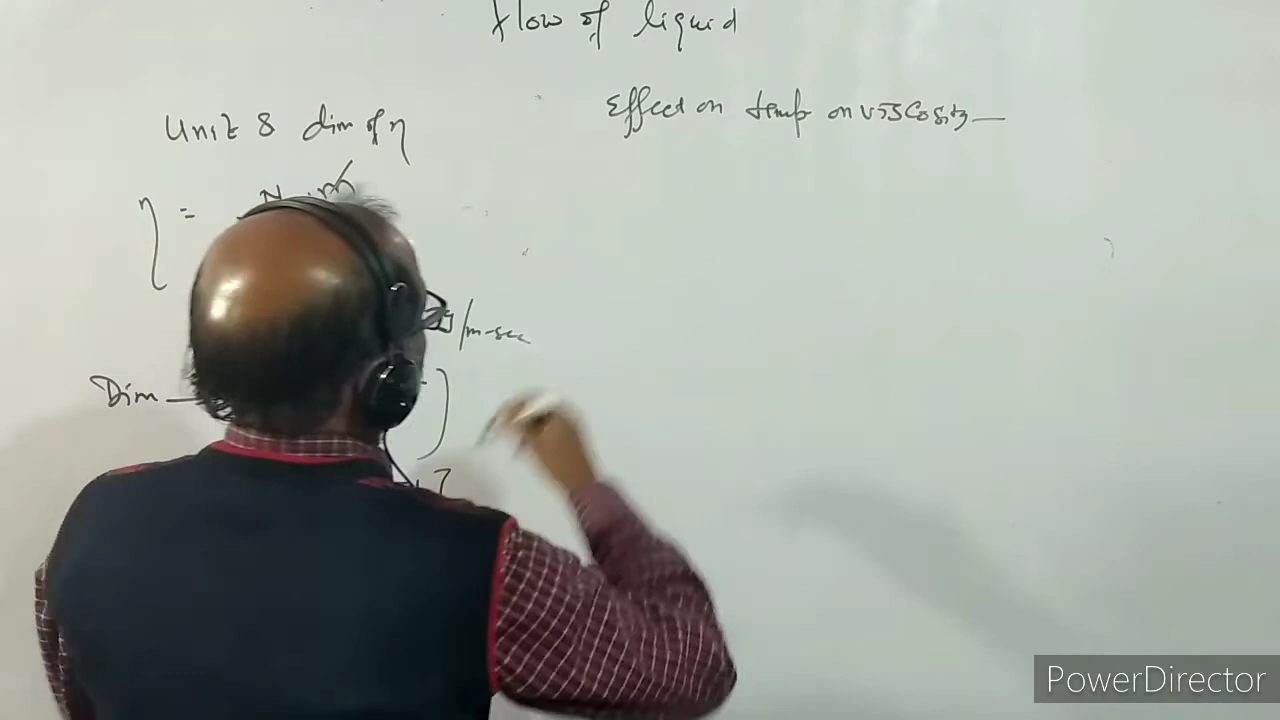 Flow of liquid
Unit & dim of η
Effect on temp on viscosity —
η = N . m
/m-sec
Dim —
PowerDirector